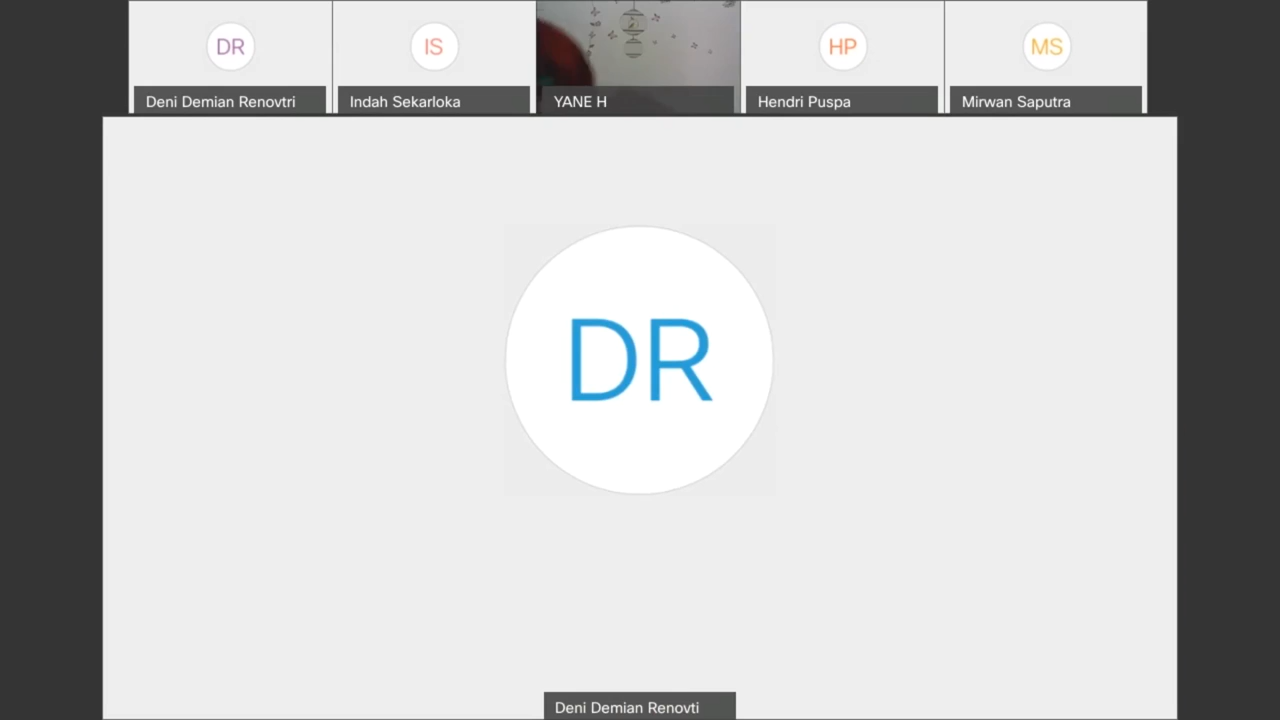 DR
IS
HP
MS
Deni Demian Renovtri
Indah Sekarloka
YANE H
Hendri Puspa
Mirwan Saputra
DR
Deni Demian Renovti